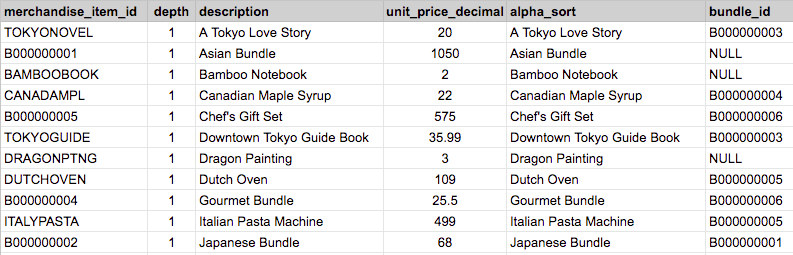 merchandise_item_id depth description unit_price_decimal alpha_sort bundle_id
TOKYONOVEL 1 A Tokyo Love Story 20 A Tokyo Love Story B000000003
B000000001 1 Asian Bundle 1050 Asian Bundle NULL
BAMBOOBOOK 1 Bamboo Notebook 2 Bamboo Notebook NULL
CANADAMPL 1 Canadian Maple Syrup 22 Canadian Maple Syrup B000000004
B000000005 1 Chef's Gift Set 575 Chef's Gift Set B000000006
TOKYOGUIDE 1 Downtown Tokyo Guide Book 35.99 Downtown Tokyo Guide Book B000000003
DRAGONPTNG 1 Dragon Painting 3 Dragon Painting NULL
DUTCHOVEN 1 Dutch Oven 109 Dutch Oven B000000005
B000000004 1 Gourmet Bundle 25.5 Gourmet Bundle B000000006
ITALYPASTA 1 Italian Pasta Machine 499 Italian Pasta Machine B000000005
B000000002 1 Japanese Bundle 68 Japanese Bundle B000000001